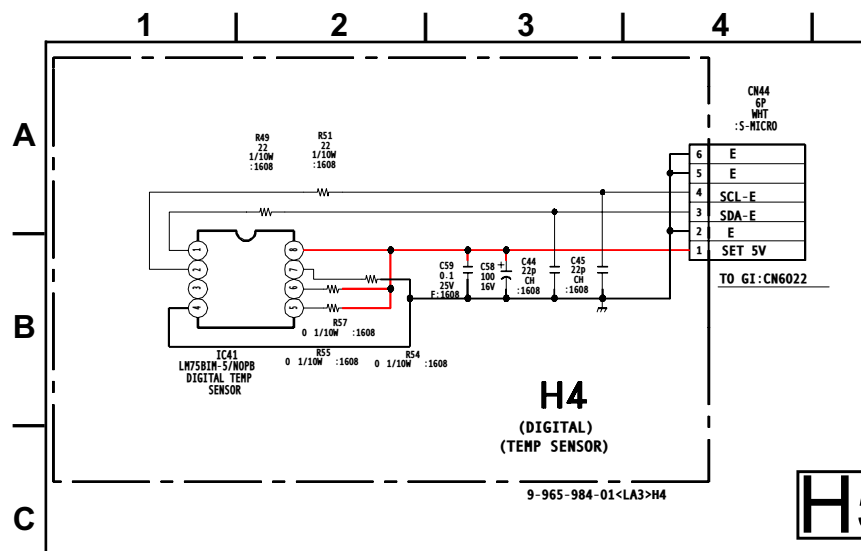 1 2 3 4
A
B
C
CN44
6P
WHT
:S-MICRO
R49
22
1/10W
:1608
R51
22
1/10W
:1608
6 E
5 E
4 SCL-E
3 SDA-E
2 E
1 SET 5V
TO GI:CN6022
1
2
3
4
8
7
6
5
C59
0.1
25V
F:1608
C58
100
16V
+
C44
22p
CH
:1608
C45
22p
CH
:1608
R57
0 1/10W :1608
R55
0 1/10W :1608
R54
0 1/10W :1608
IC41
LM75BIM-5/NOPB
DIGITAL TEMP
SENSOR
H4
(DIGITAL)
(TEMP SENSOR)
9-965-984-01<LA3>H4
H